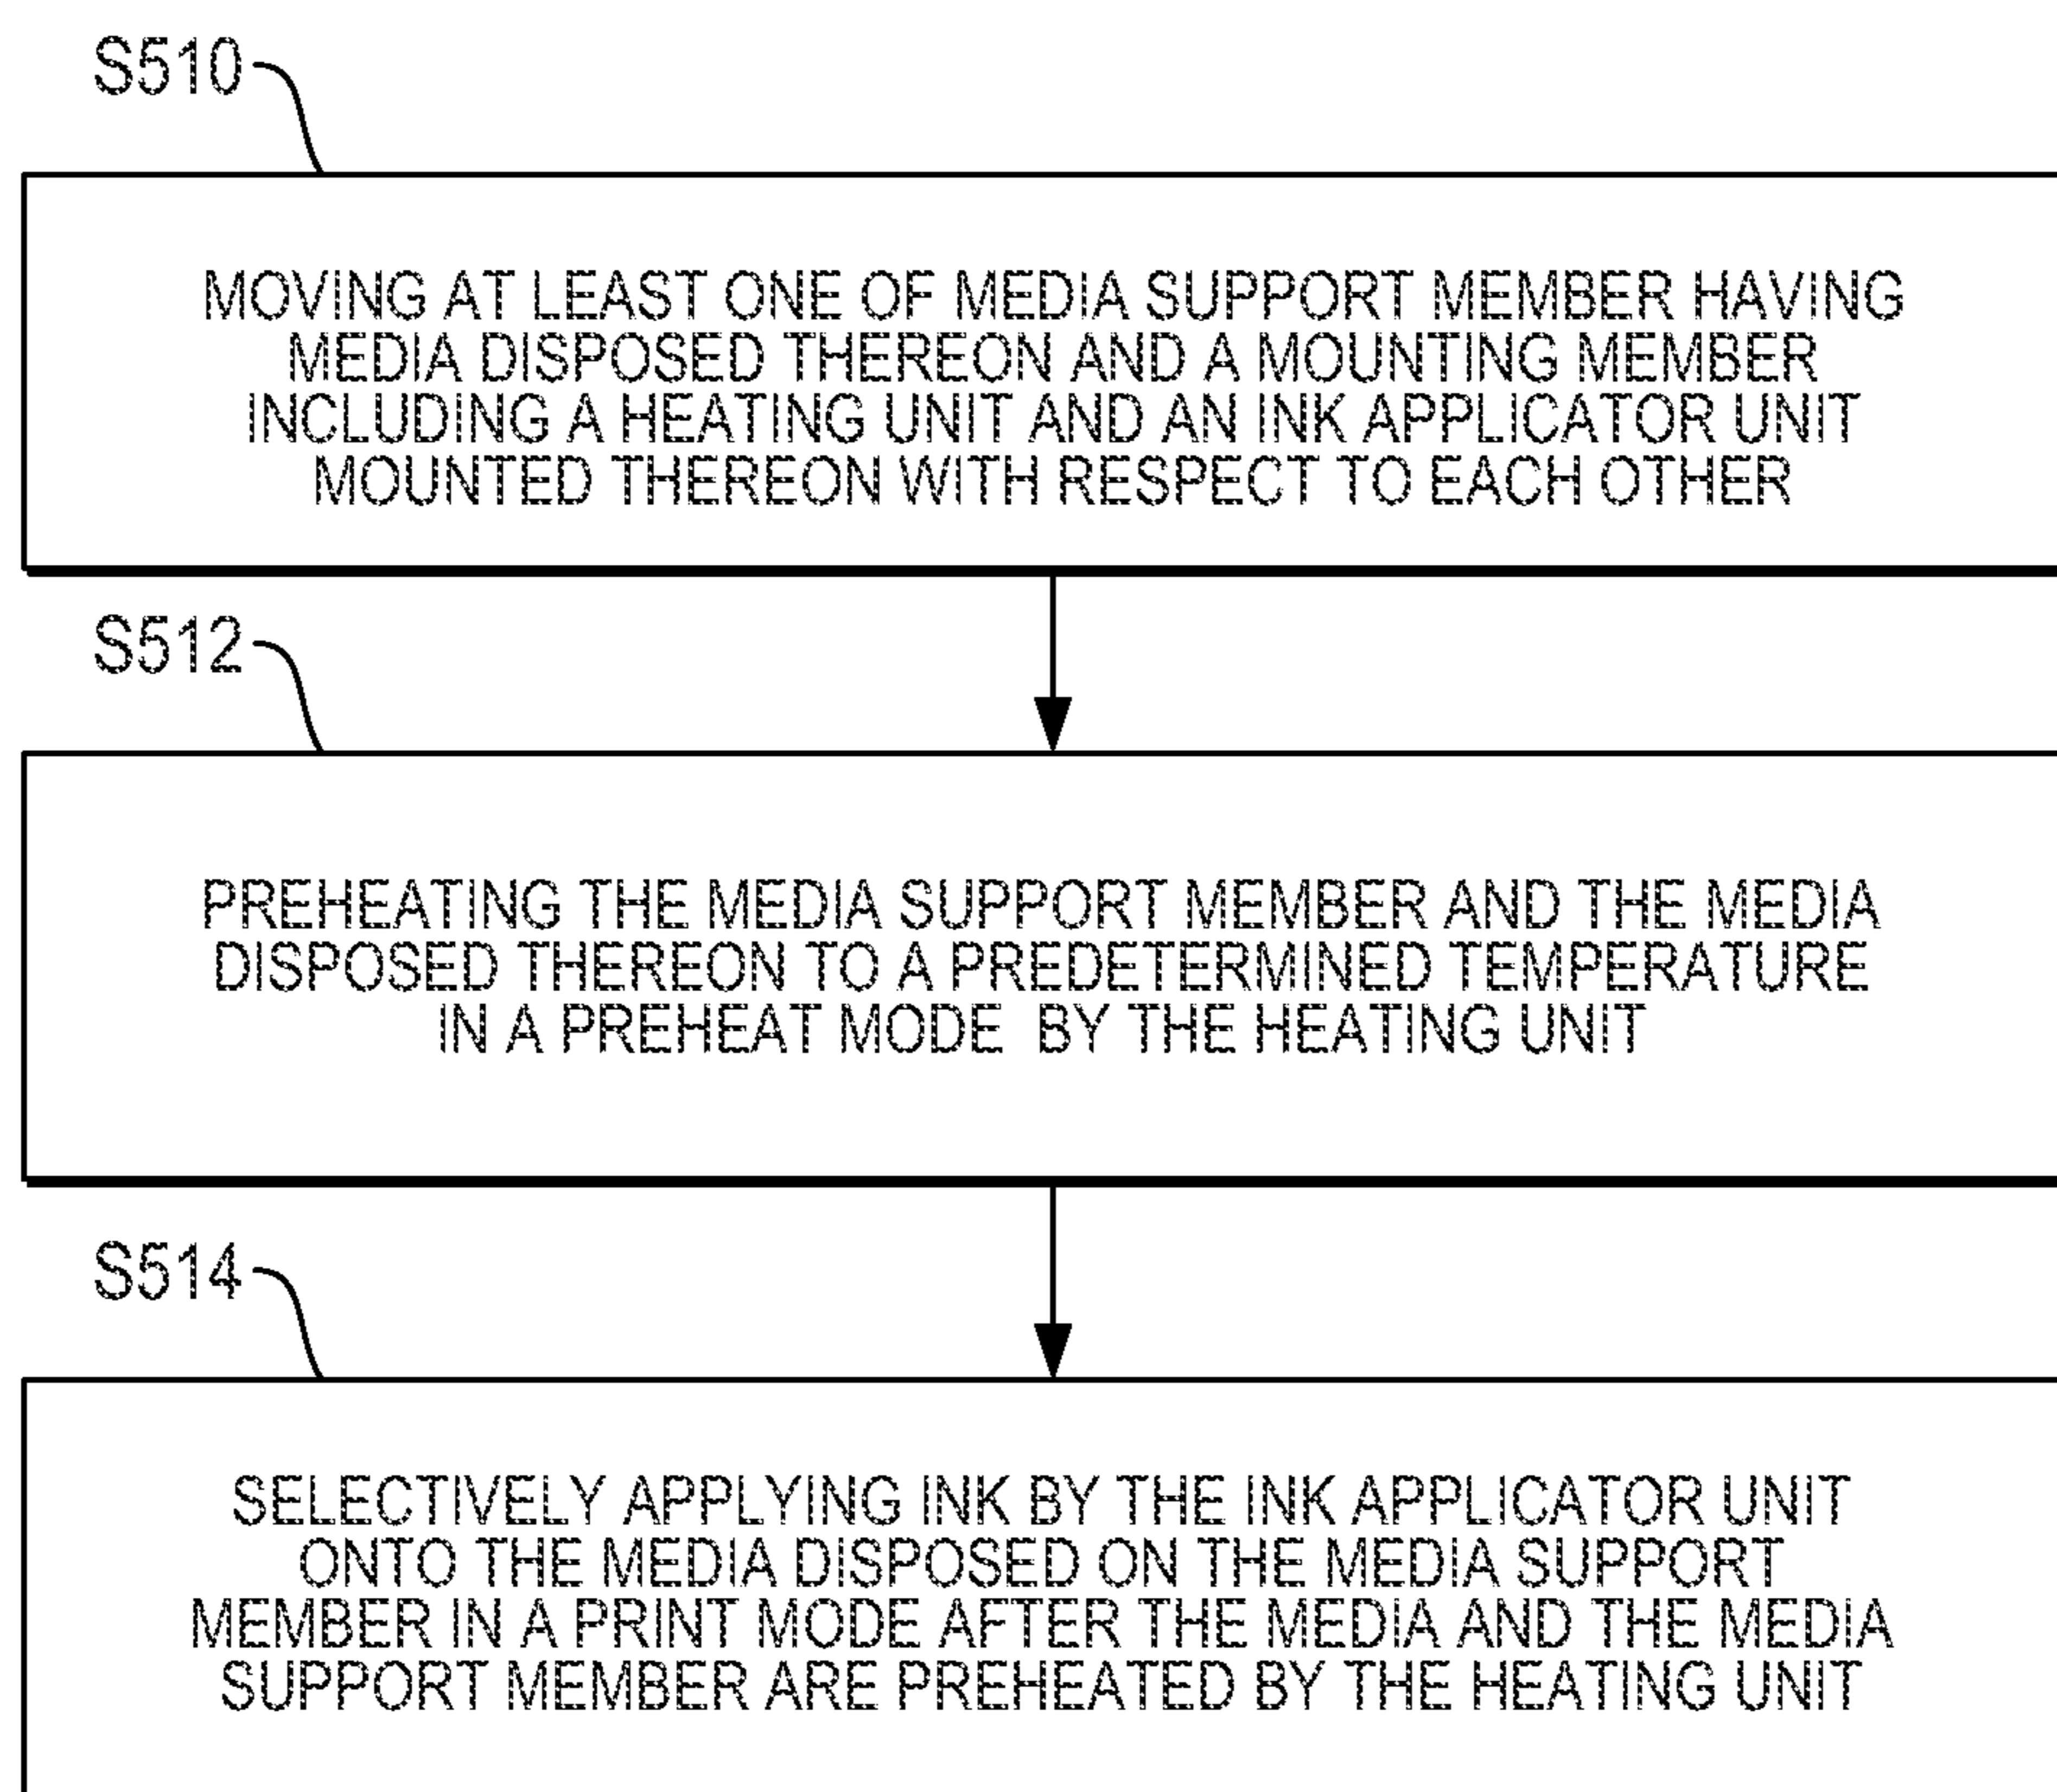 S510
MOVING AT LEAST ONE OF MEDIA SUPPORT MEMBER HAVING
MEDIA DISPOSED THEREON AND A MOUNTING MEMBER
INCLUDING A HEATING UNIT AND AN INK APPLICATOR UNIT
MOUNTED THEREON WITH RESPECT TO EACH OTHER
S512
PREHEATING THE MEDIA SUPPORT MEMBER AND THE MEDIA
DISPOSED THEREON TO A PREDETERMINED TEMPERATURE
IN A PREHEAT MODE BY THE HEATING UNIT
S514
SELECTIVELY APPLYING INK BY THE INK APPLICATOR UNIT
ONTO THE MEDIA DISPOSED ON THE MEDIA SUPPORT
MEMBER IN A PRINT MODE AFTER THE MEDIA AND THE MEDIA
SUPPORT MEMBER ARE PREHEATED BY THE HEATING UNIT